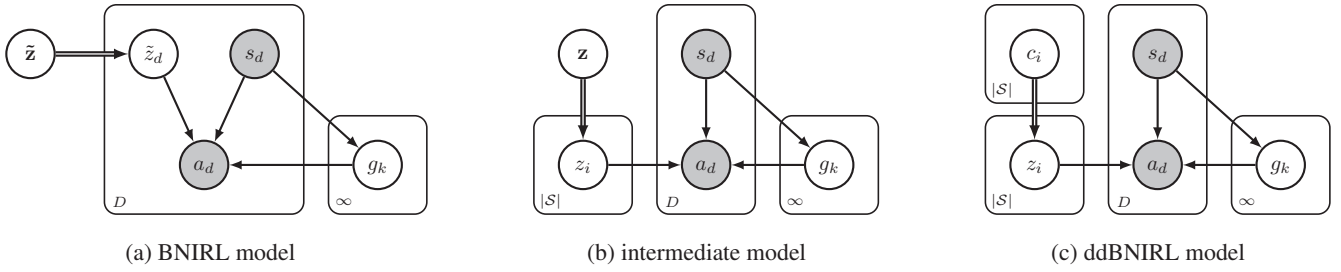 z̃ z̃_d s_d
a_d g_k
D ∞
(a) BNIRL model
z s_d
z_i a_d g_k
|S| D ∞
(b) intermediate model
c_i s_d
|S|
z_i a_d g_k
|S| D ∞
(c) ddBNIRL model